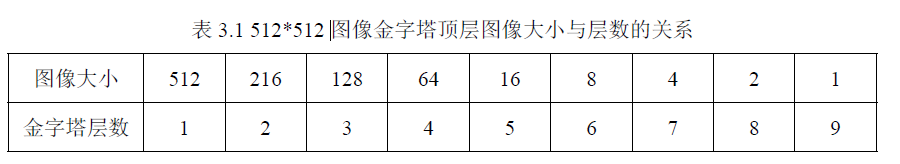 表 3.1 512*512 图像金字塔顶层图像大小与层数的关系
图像大小 512 216 128 64 16 8 4 2 1
金字塔层数 1 2 3 4 5 6 7 8 9